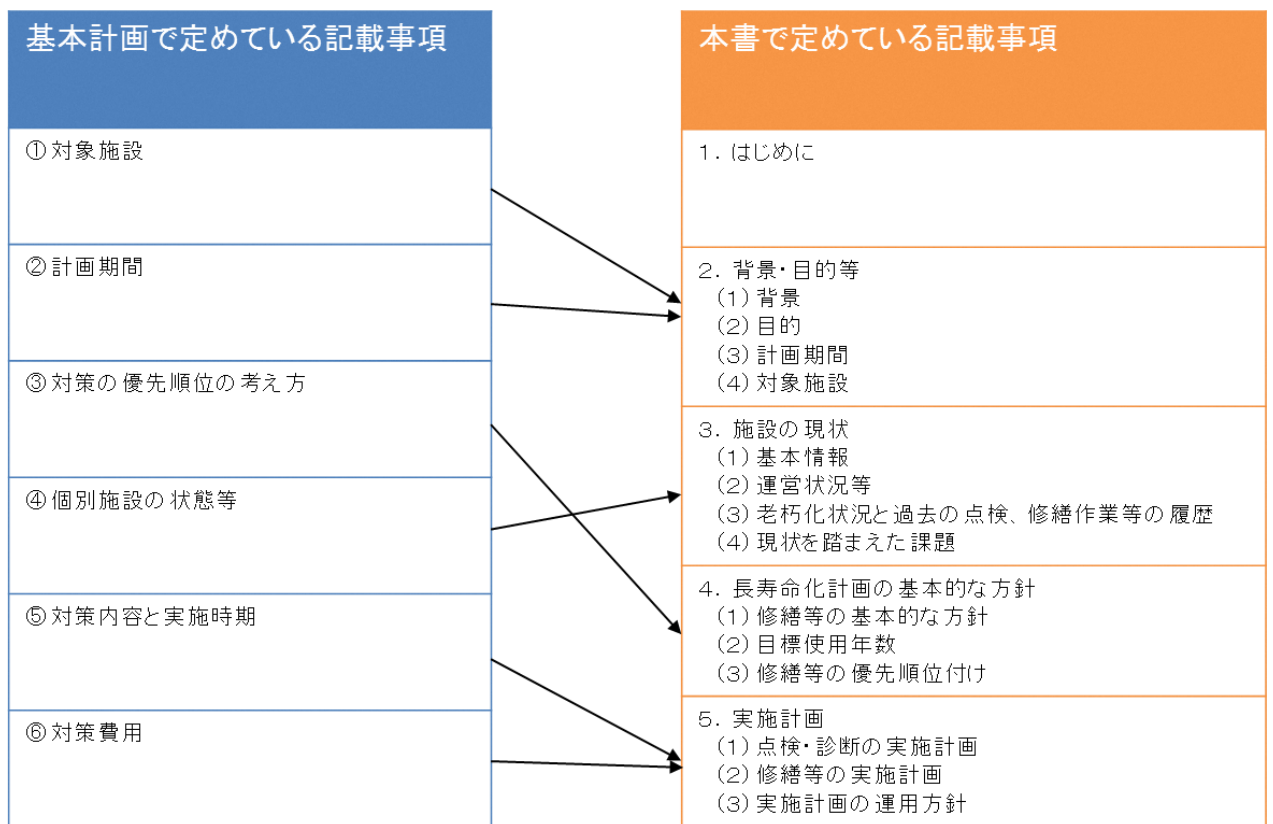 基本計画で定めている記載事項
①対象施設
②計画期間
③対策の優先順位の考え方
④個別施設の状態等
⑤対策内容と実施時期
⑥対策費用
本書で定めている記載事項
1. はじめに
2. 背景・目的等
(1)背景
(2)目的
(3)計画期間
(4)対象施設
3. 施設の現状
(1)基本情報
(2)運営状況等
(3)老朽化状況と過去の点検、修繕作業等の履歴
(4)現状を踏まえた課題
4. 長寿命化計画の基本的な方針
(1)修繕等の基本的な方針
(2)目標使用年数
(3)修繕等の優先順位付け
5. 実施計画
(1)点検・診断の実施計画
(2)修繕等の実施計画
(3)実施計画の運用方針